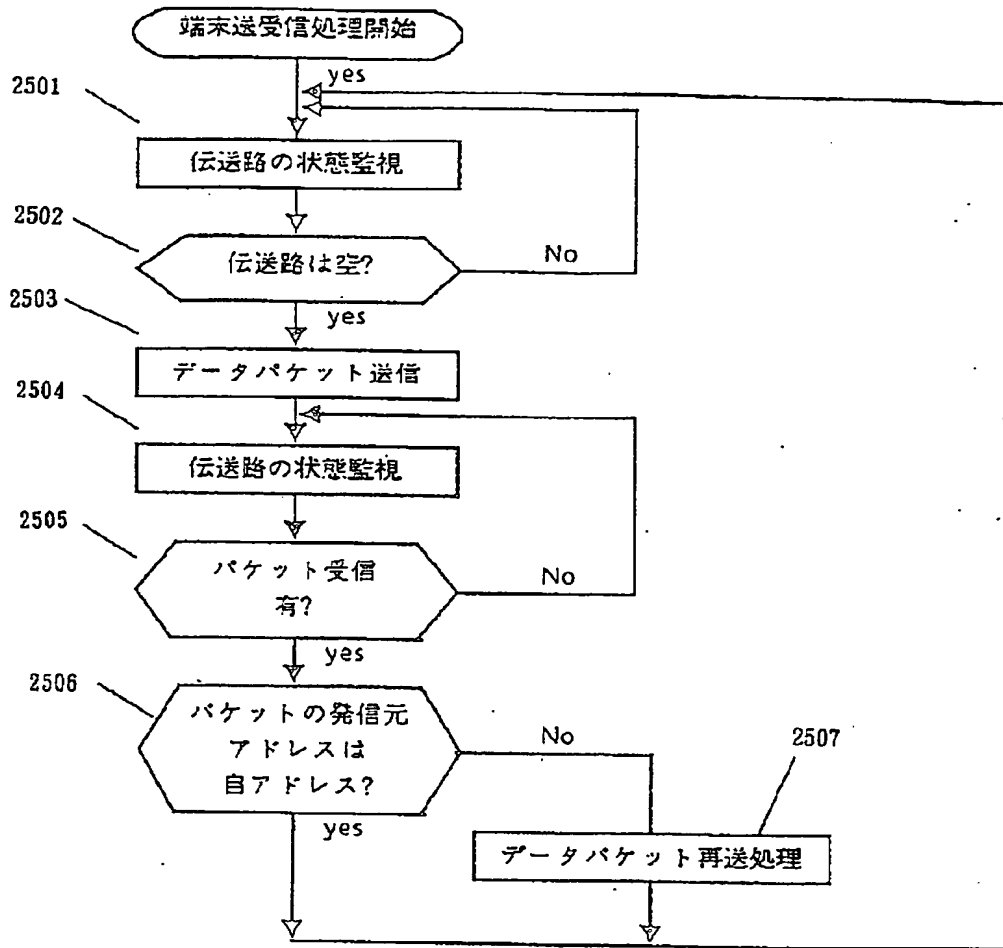 端末送受信処理開始
yes
2501
伝送路の状態監視
2502
伝送路は空?
No
yes
2503
データパケット送信
2504
伝送路の状態監視
2505
パケット受信
有?
No
yes
2506
パケットの発信元
アドレスは
自アドレス?
No
2507
yes
データパケット再送処理